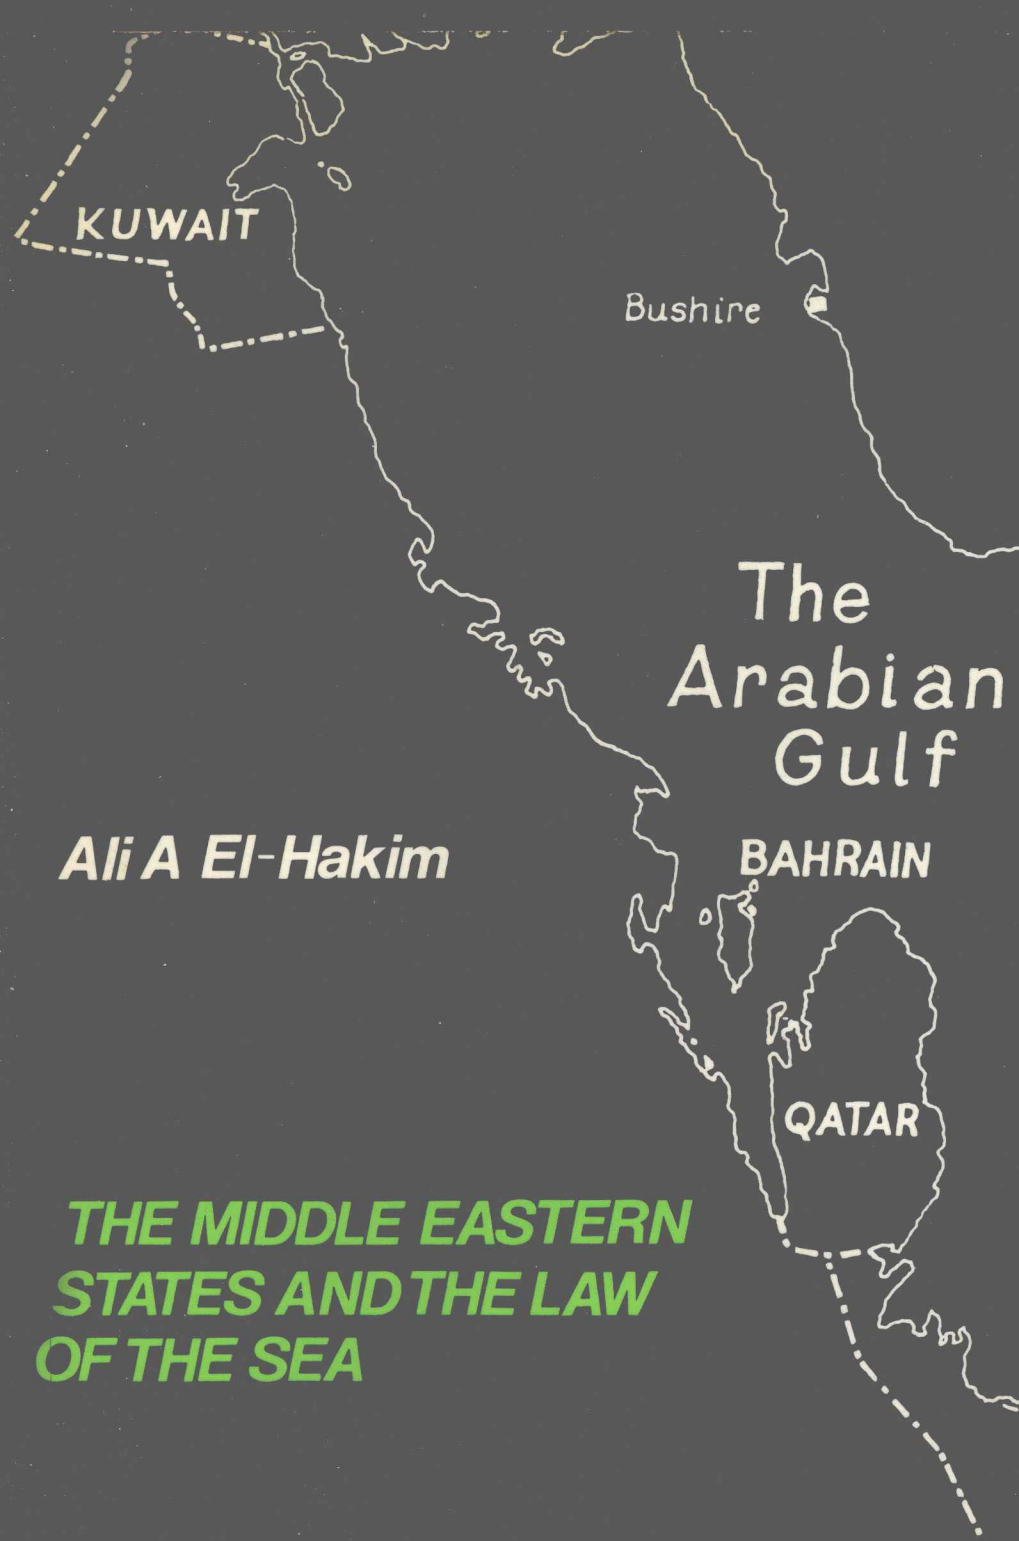 KUWAIT
Bushire
The
Arabian
Gulf
Ali A El-Hakim
BAHRAIN
QATAR
THE MIDDLE EASTERN
STATES AND THE LAW
OF THE SEA